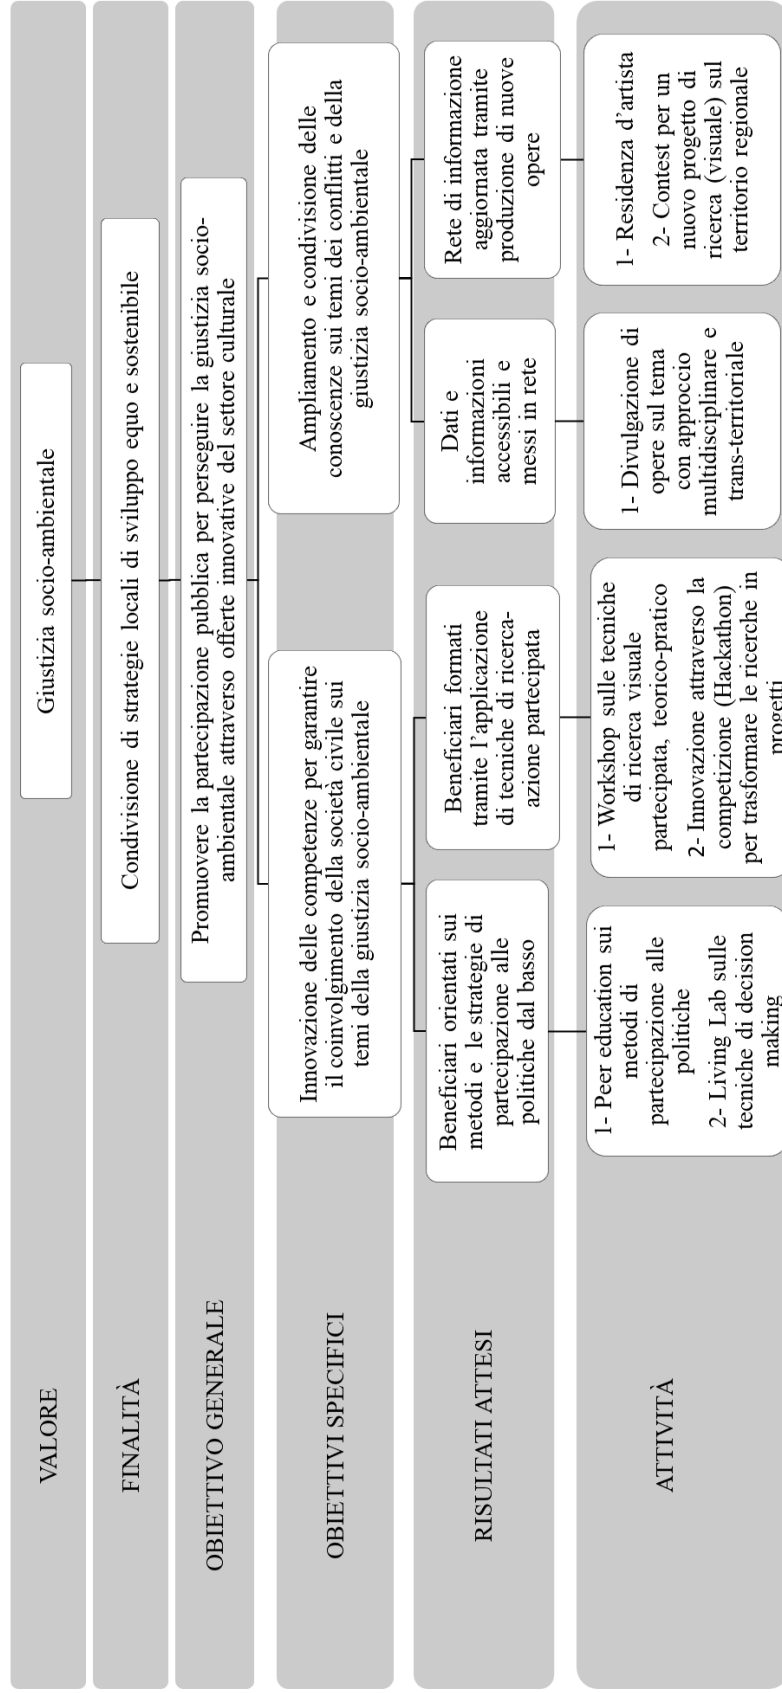 VALORE
Giustizia socio-ambientale
FINALITÀ
Condivisione di strategie locali di sviluppo equo e sostenibile
OBIETTIVO GENERALE
Promuovere la partecipazione pubblica per perseguire la giustizia socio-
ambientale attraverso offerte innovative del settore culturale
OBIETTIVI SPECIFICI
Innovazione delle competenze per garantire
il coinvolgimento della società civile sui
temi della giustizia socio-ambientale
Ampliamento e condivisione delle
conoscenze sui temi dei conflitti e della
giustizia socio-ambientale
RISULTATI ATTESI
Beneficiari orientati sui
metodi e le strategie di
partecipazione alle
politiche dal basso
Beneficiari formati
tramite l'applicazione
di tecniche di ricerca-
azione partecipata
Dati e
informazioni
accessibili e
messi in rete
Rete di informazione
aggiornata tramite
produzione di nuove
opere
ATTIVITÀ
1- Peer education sui
metodi di
partecipazione alle
politiche
2- Living Lab sulle
tecniche di decision
making
1- Workshop sulle tecniche
di ricerca visuale
partecipata, teorico-pratico
2- Innovazione attraverso la
competizione (Hackathon)
per trasformare le ricerche in
progetti
1- Divulgazione di
opere sul tema
con approccio
multidisciplinare e
trans-territoriale
1- Residenza d'artista
2- Contest per un
nuovo progetto di
ricerca (visuale) sul
territorio regionale